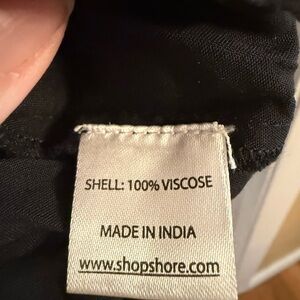 SHELL: 100% VISCOSE
MADE IN INDIA
www.shopshore.com